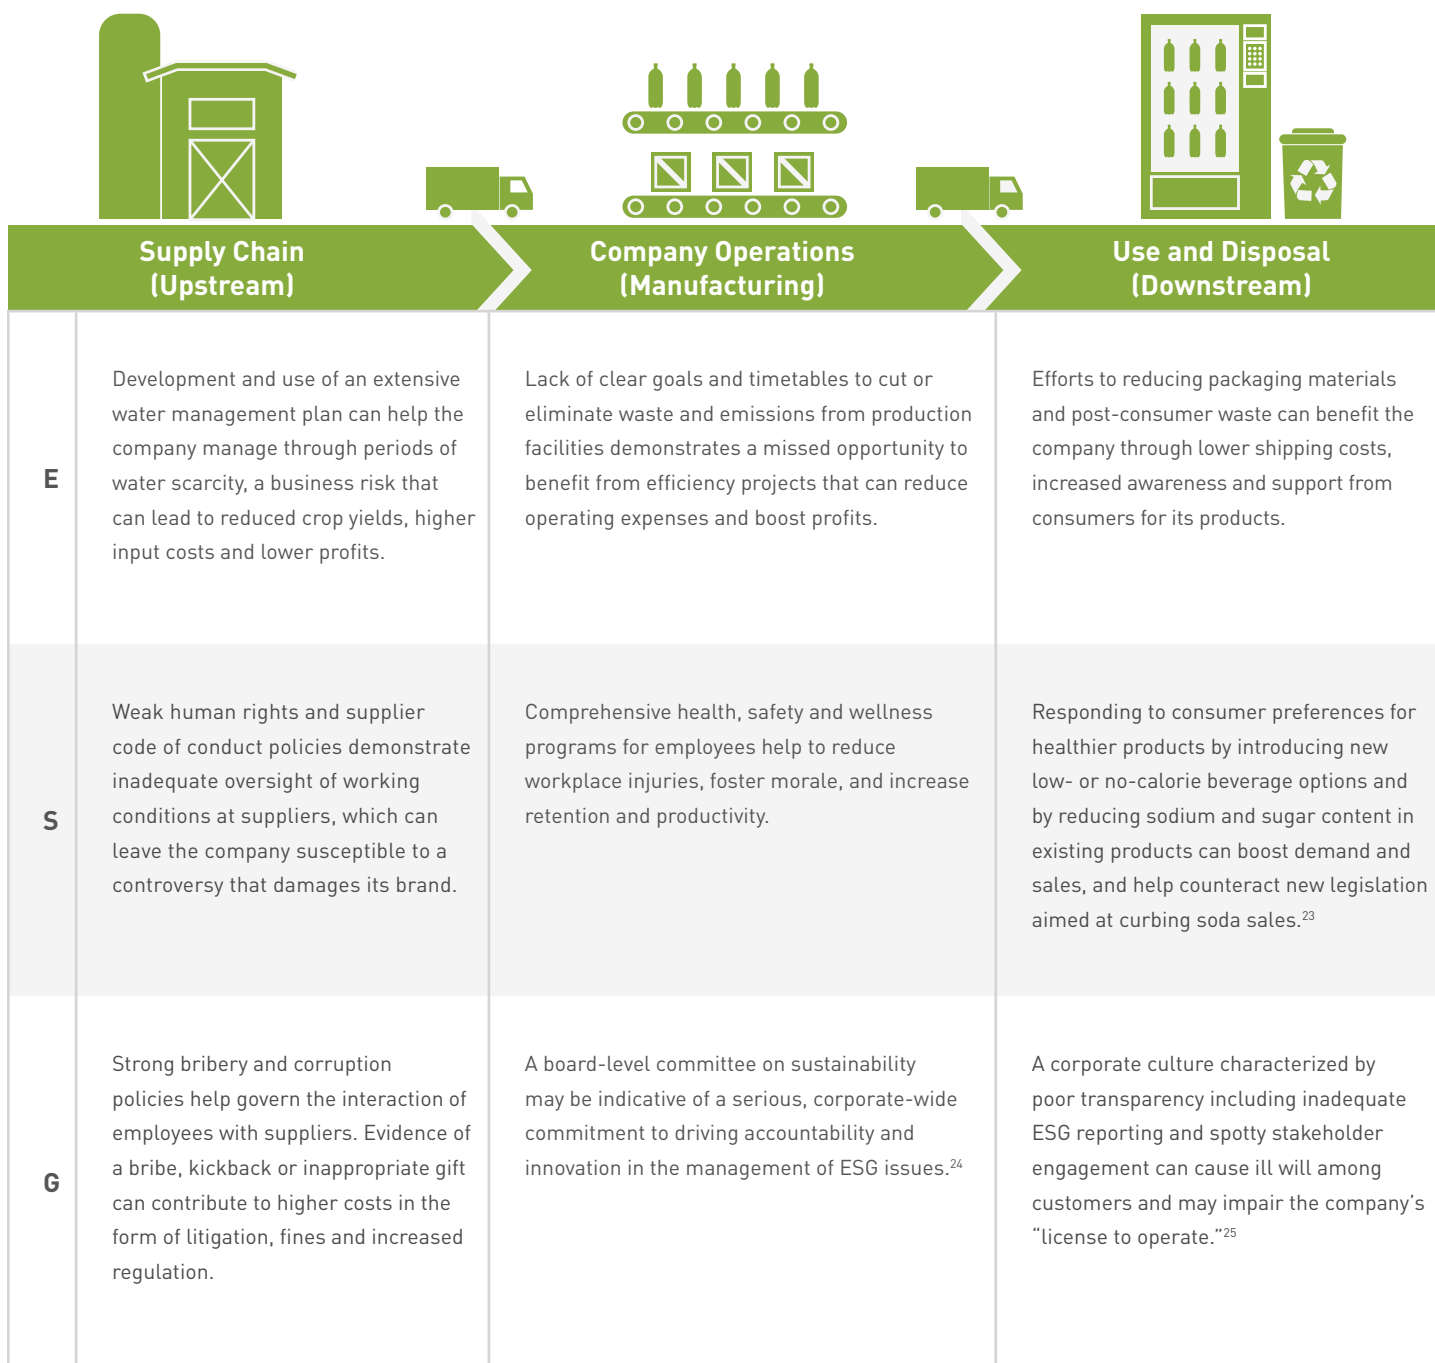 Supply Chain
(Upstream)
Company Operations
(Manufacturing)
Use and Disposal
(Downstream)
E
Development and use of an extensive
water management plan can help the
company manage through periods of
water scarcity, a business risk that
can lead to reduced crop yields, higher
input costs and lower profits.
Lack of clear goals and timetables to cut or
eliminate waste and emissions from production
facilities demonstrates a missed opportunity to
benefit from efficiency projects that can reduce
operating expenses and boost profits.
Efforts to reducing packaging materials
and post-consumer waste can benefit the
company through lower shipping costs,
increased awareness and support from
consumers for its products.
S
Weak human rights and supplier
code of conduct policies demonstrate
inadequate oversight of working
conditions at suppliers, which can
leave the company susceptible to a
controversy that damages its brand.
Comprehensive health, safety and wellness
programs for employees help to reduce
workplace injuries, foster morale, and increase
retention and productivity.
Responding to consumer preferences for
healthier products by introducing new
low- or no-calorie beverage options and
by reducing sodium and sugar content in
existing products can boost demand and
sales, and help counteract new legislation
aimed at curbing soda sales.23
G
Strong bribery and corruption
policies help govern the interaction of
employees with suppliers. Evidence of
a bribe, kickback or inappropriate gift
can contribute to higher costs in the
form of litigation, fines and increased
regulation.
A board-level committee on sustainability
may be indicative of a serious, corporate-wide
commitment to driving accountability and
innovation in the management of ESG issues.24
A corporate culture characterized by
poor transparency including inadequate
ESG reporting and spotty stakeholder
engagement can cause ill will among
customers and may impair the company's
“license to operate.”25